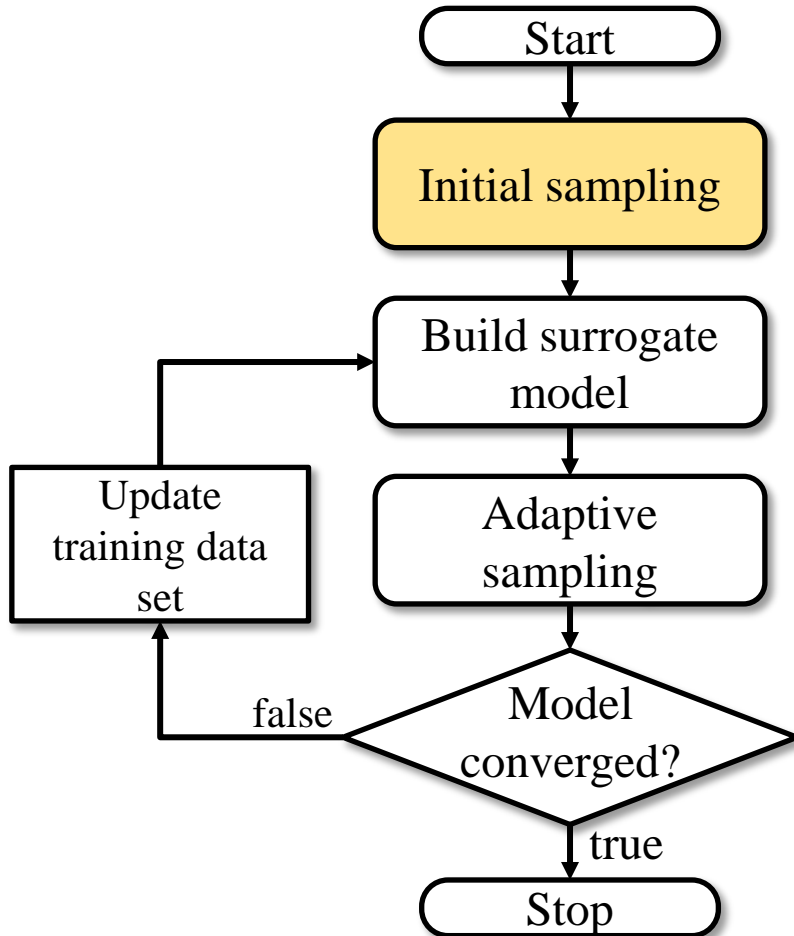 Start
Initial sampling
Build surrogate
model
Update
training data
set
Adaptive
sampling
false
Model
converged?
true
Stop